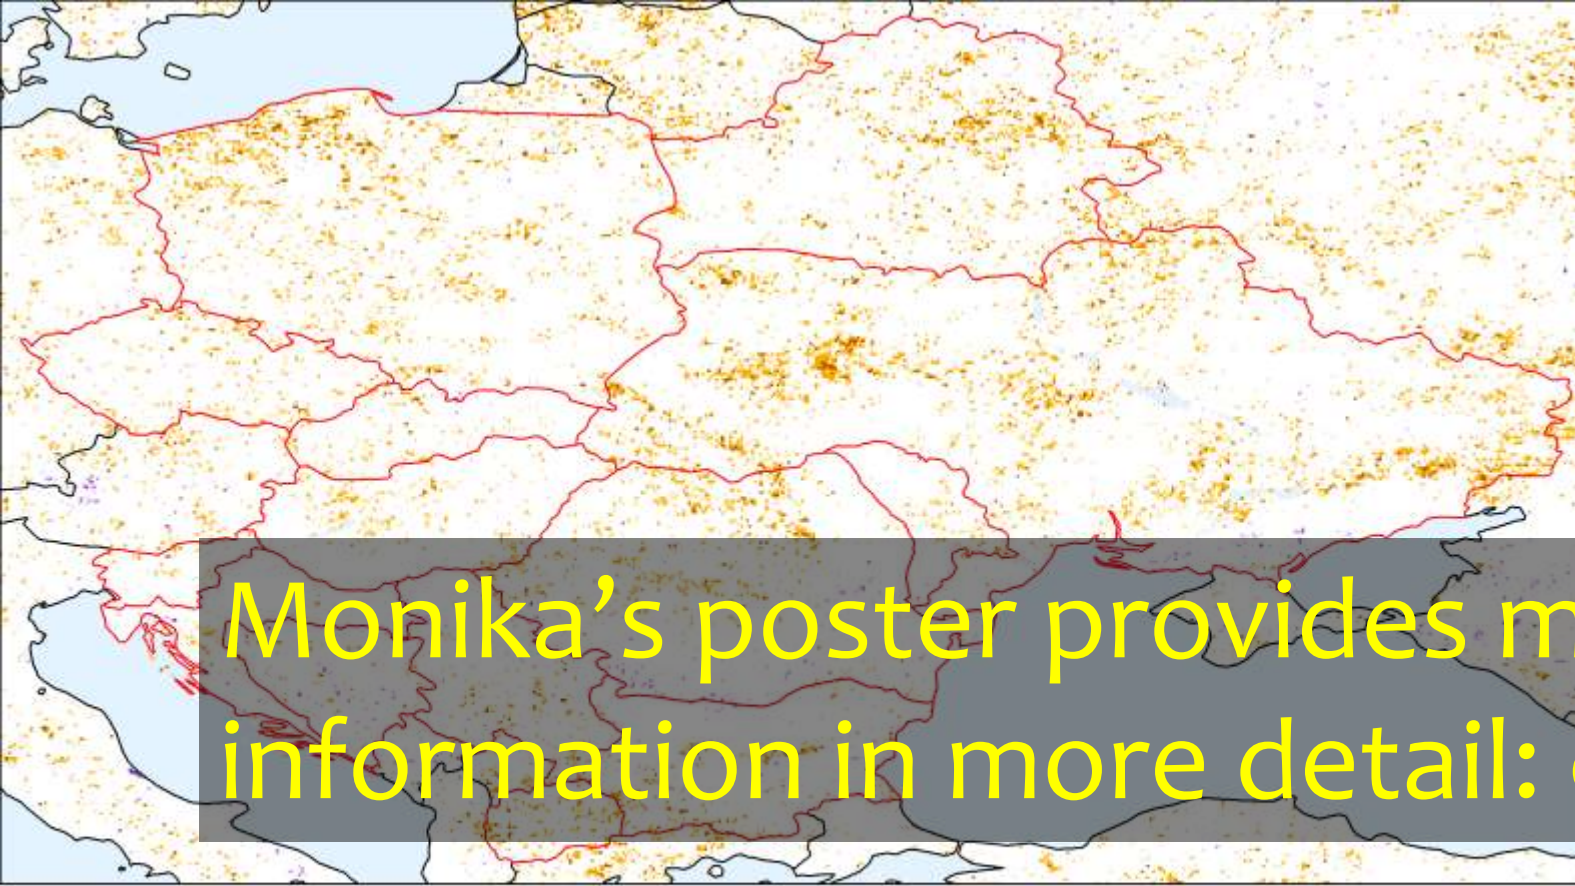 Monika’s poster provides
information in more detail: